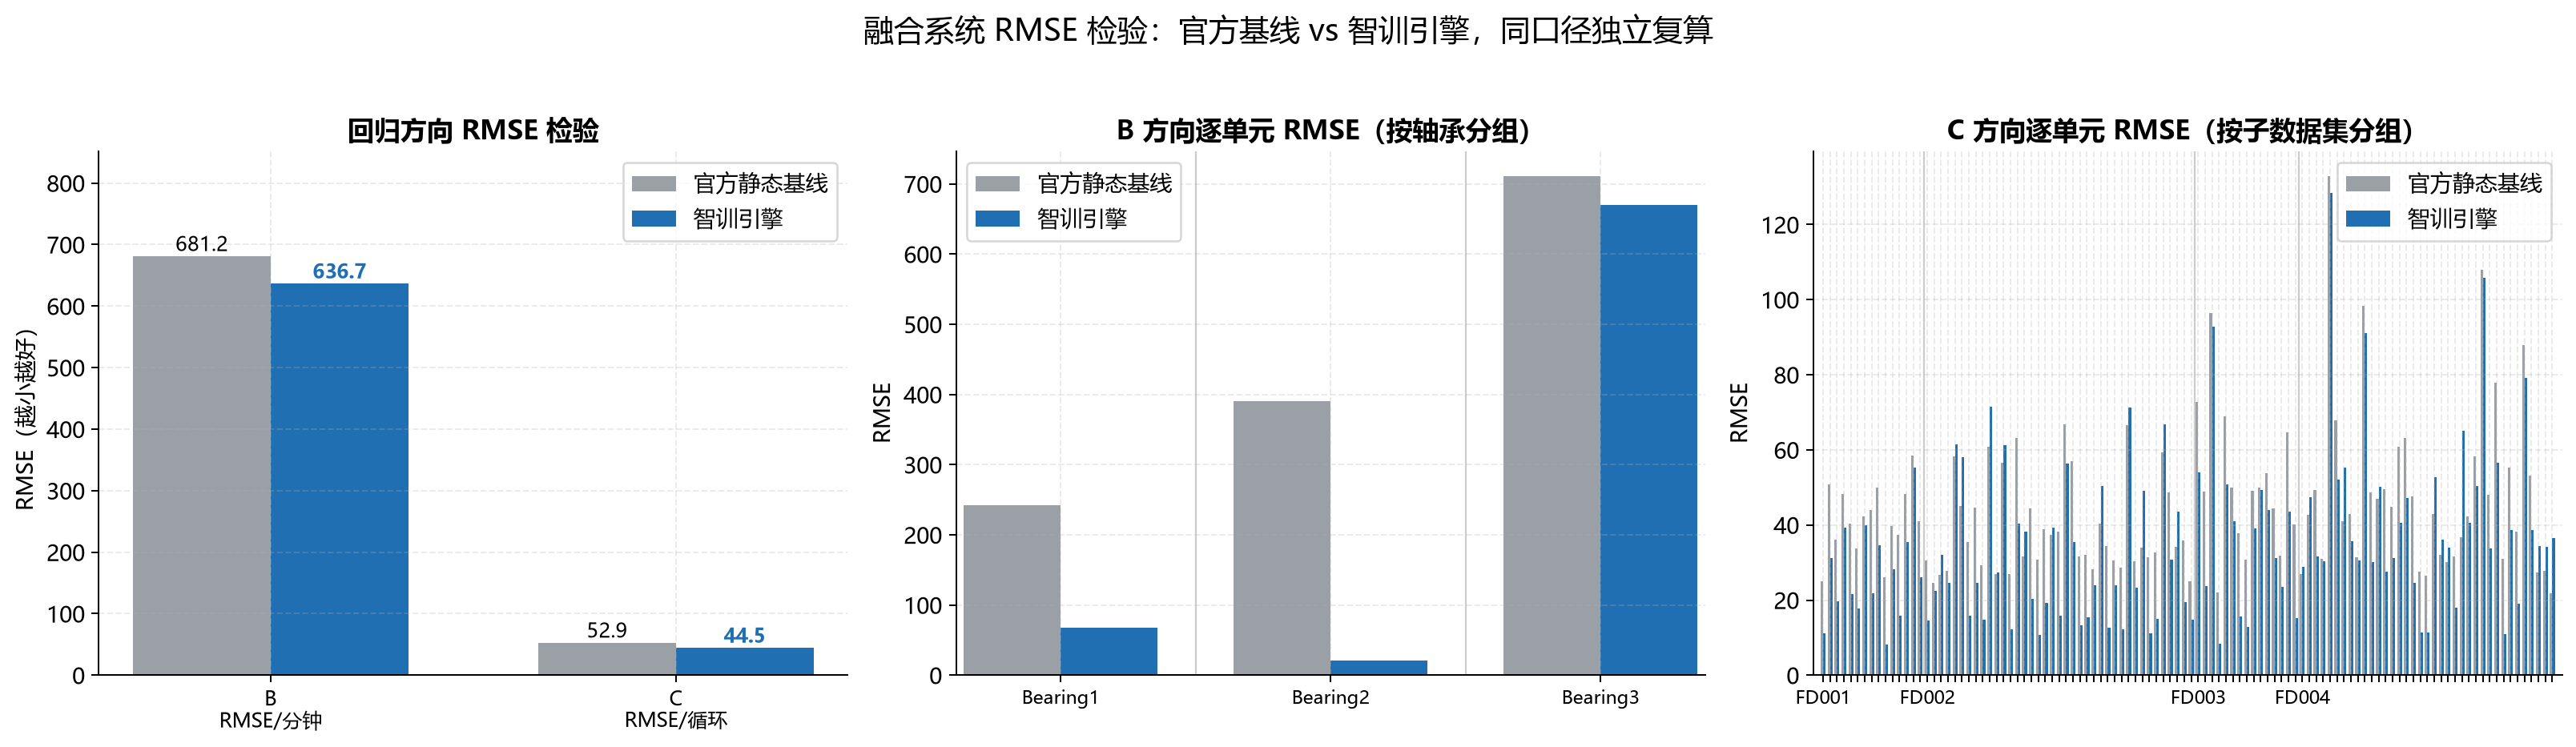 融合系统 RMSE 检验：官方基线 vs 智训引擎，同口径独立复算
回归方向 RMSE 检验
RMSE（越小越好）
800
700
600
500
400
300
200
100
0
官方静态基线
智训引擎
681.2
636.7
52.9
44.5
B
RMSE/分钟
C
RMSE/循环
B 方向逐单元 RMSE（按轴承分组）
RMSE
700
600
500
400
300
200
100
0
官方静态基线
智训引擎
Bearing1
Bearing2
Bearing3
C 方向逐单元 RMSE（按子数据集分组）
RMSE
120
100
80
60
40
20
0
官方静态基线
智训引擎
FD001
FD002
FD003
FD004